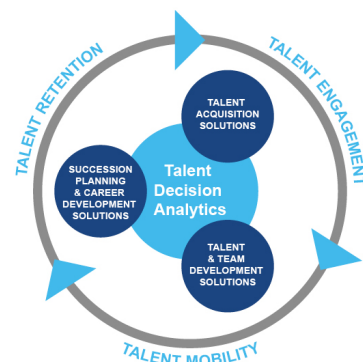 TALENT RETENTION
TALENT ENGAGEMENT
TALENT
ACQUISITION
SOLUTIONS
SUCCESSION
PLANNING
& CAREER
DEVELOPMENT
SOLUTIONS
Talent
Decision
Analytics
TALENT
& TEAM
DEVELOPMENT
SOLUTIONS
TALENT MOBILITY